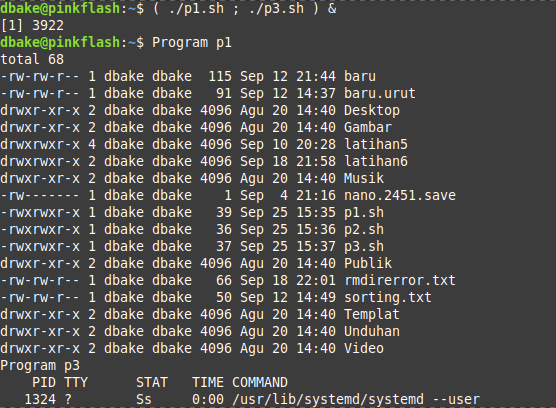 dbake@pinkflash:~$ ( ./p1.sh ; ./p3.sh ) &
[1] 3922
dbake@pinkflash:~$ Program p1
total 68
-rw-rw-r-- 1 dbake dbake  115 Sep 12 21:44 baru
-rw-rw-r-- 1 dbake dbake   91 Sep 12 14:37 baru.urut
drwxr-xr-x 2 dbake dbake 4096 Agu 20 14:40 Desktop
drwxr-xr-x 2 dbake dbake 4096 Agu 20 14:40 Gambar
drwxrwxr-x 4 dbake dbake 4096 Sep 10 20:28 latihan5
drwxrwxr-x 2 dbake dbake 4096 Sep 18 21:58 latihan6
drwxr-xr-x 2 dbake dbake 4096 Agu 20 14:40 Musik
-rw------- 1 dbake dbake    1 Sep  4 21:16 nano.2451.save
-rwxrwxr-x 1 dbake dbake   39 Sep 25 15:35 p1.sh
-rwxrwxr-x 1 dbake dbake   36 Sep 25 15:36 p2.sh
-rwxrwxr-x 1 dbake dbake   37 Sep 25 15:37 p3.sh
drwxr-xr-x 2 dbake dbake 4096 Agu 20 14:40 Publik
-rw-rw-r-- 1 dbake dbake   66 Sep 18 22:01 rmdirerror.txt
-rw-rw-r-- 1 dbake dbake   50 Sep 12 14:49 sorting.txt
drwxr-xr-x 2 dbake dbake 4096 Agu 20 14:40 Templat
drwxr-xr-x 2 dbake dbake 4096 Agu 20 14:40 Unduhan
drwxr-xr-x 2 dbake dbake 4096 Agu 20 14:40 Video
Program p3
    PID TTY      STAT   TIME COMMAND
   1324 ?        Ss     0:00 /usr/lib/systemd/systemd --user